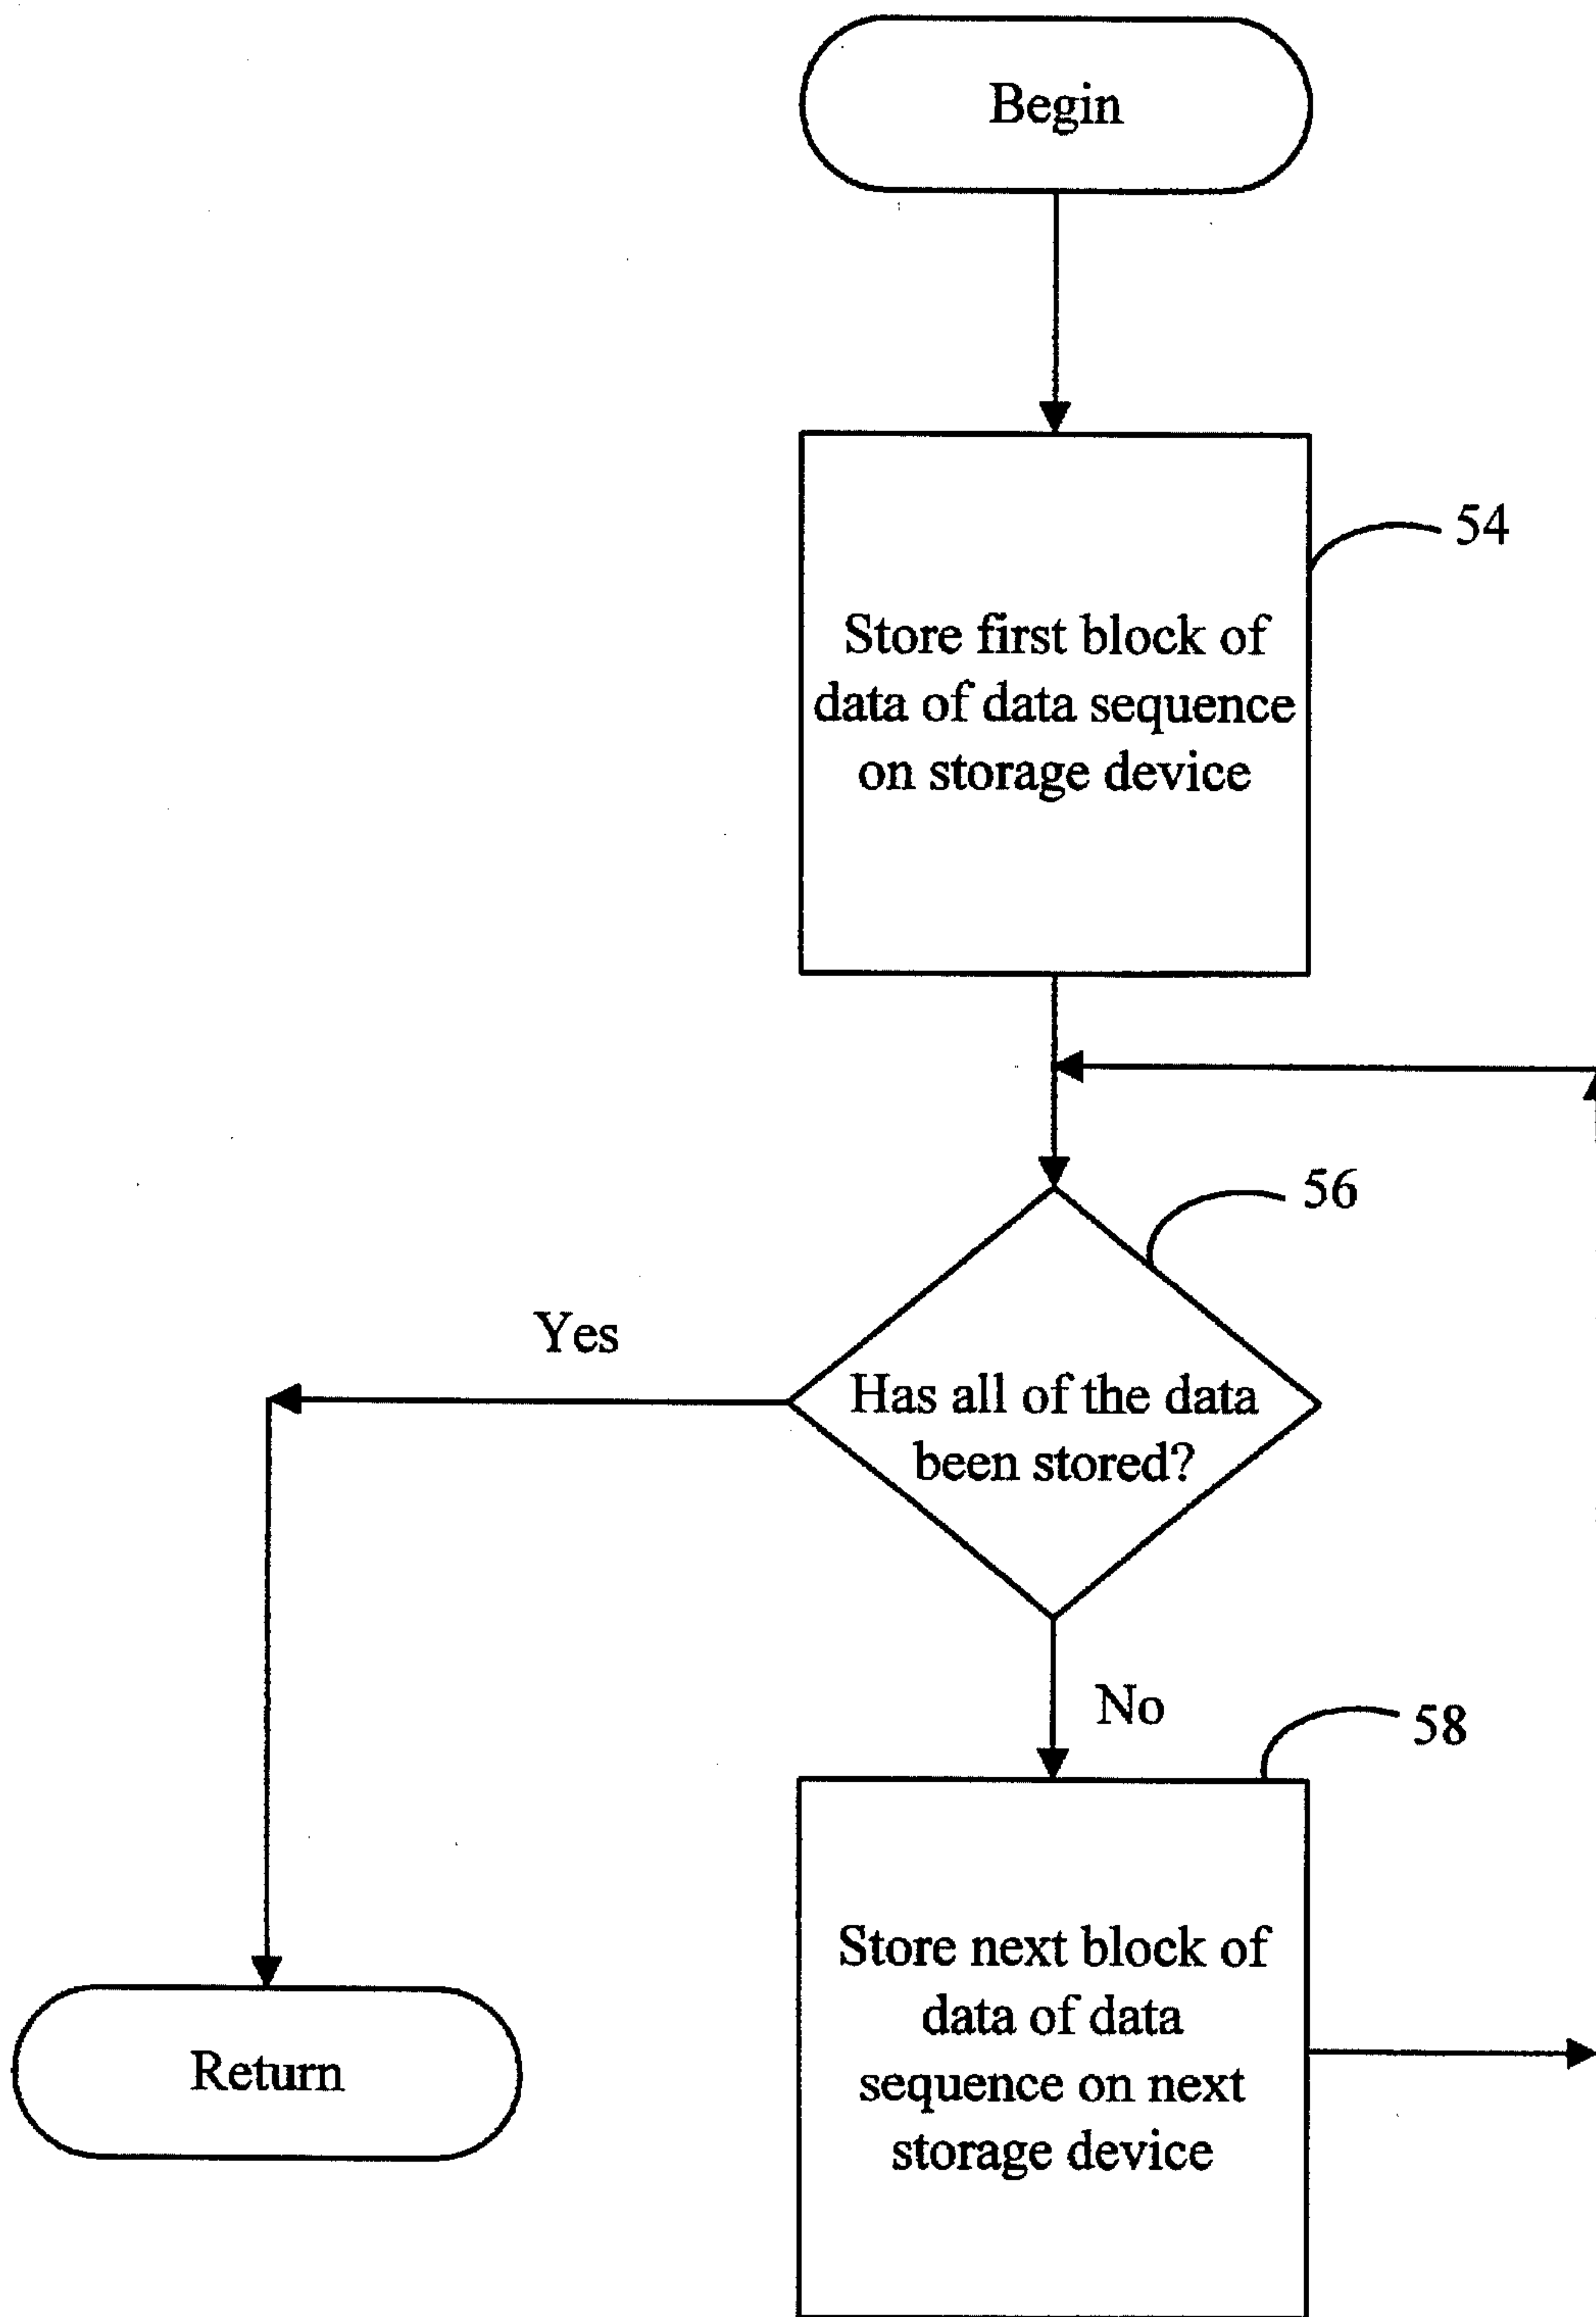 Begin
54
Store first block of
data of data sequence
on storage device
56
Yes
Has all of the data
been stored?
No
58
Store next block of
data of data
sequence on next
storage device
Return